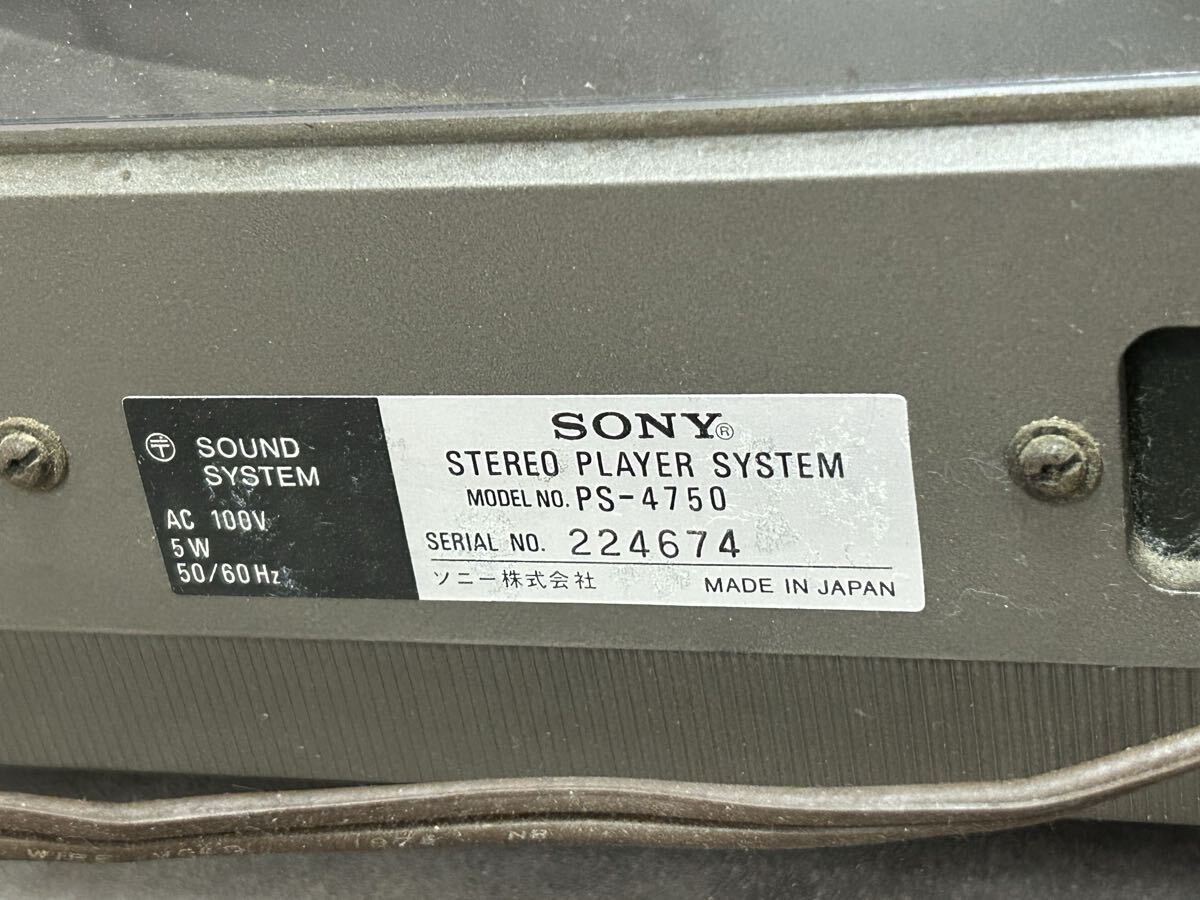 SOUND
SYSTEM
AC 100V
5W
50/60Hz
SONY®
STEREO PLAYER SYSTEM
MODEL NO. PS-4750
SERIAL NO. 224674
ソニー株式会社
MADE IN JAPAN
WIRE